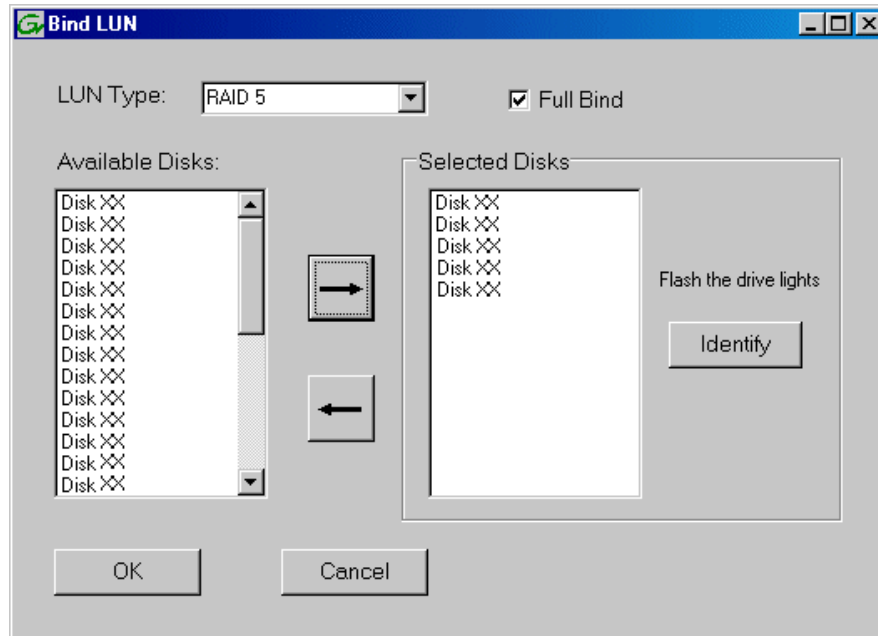 Bind LUN
LUN Type: RAID 5 Full Bind
Available Disks:
Disk XX
Disk XX
Disk XX
Disk XX
Disk XX
Disk XX
Disk XX
Disk XX
Disk XX
Disk XX
Disk XX
Disk XX
Disk XX
Disk XX
Selected Disks
Disk XX
Disk XX
Disk XX
Disk XX
Disk XX
Flash the drive lights
Identify
OK Cancel